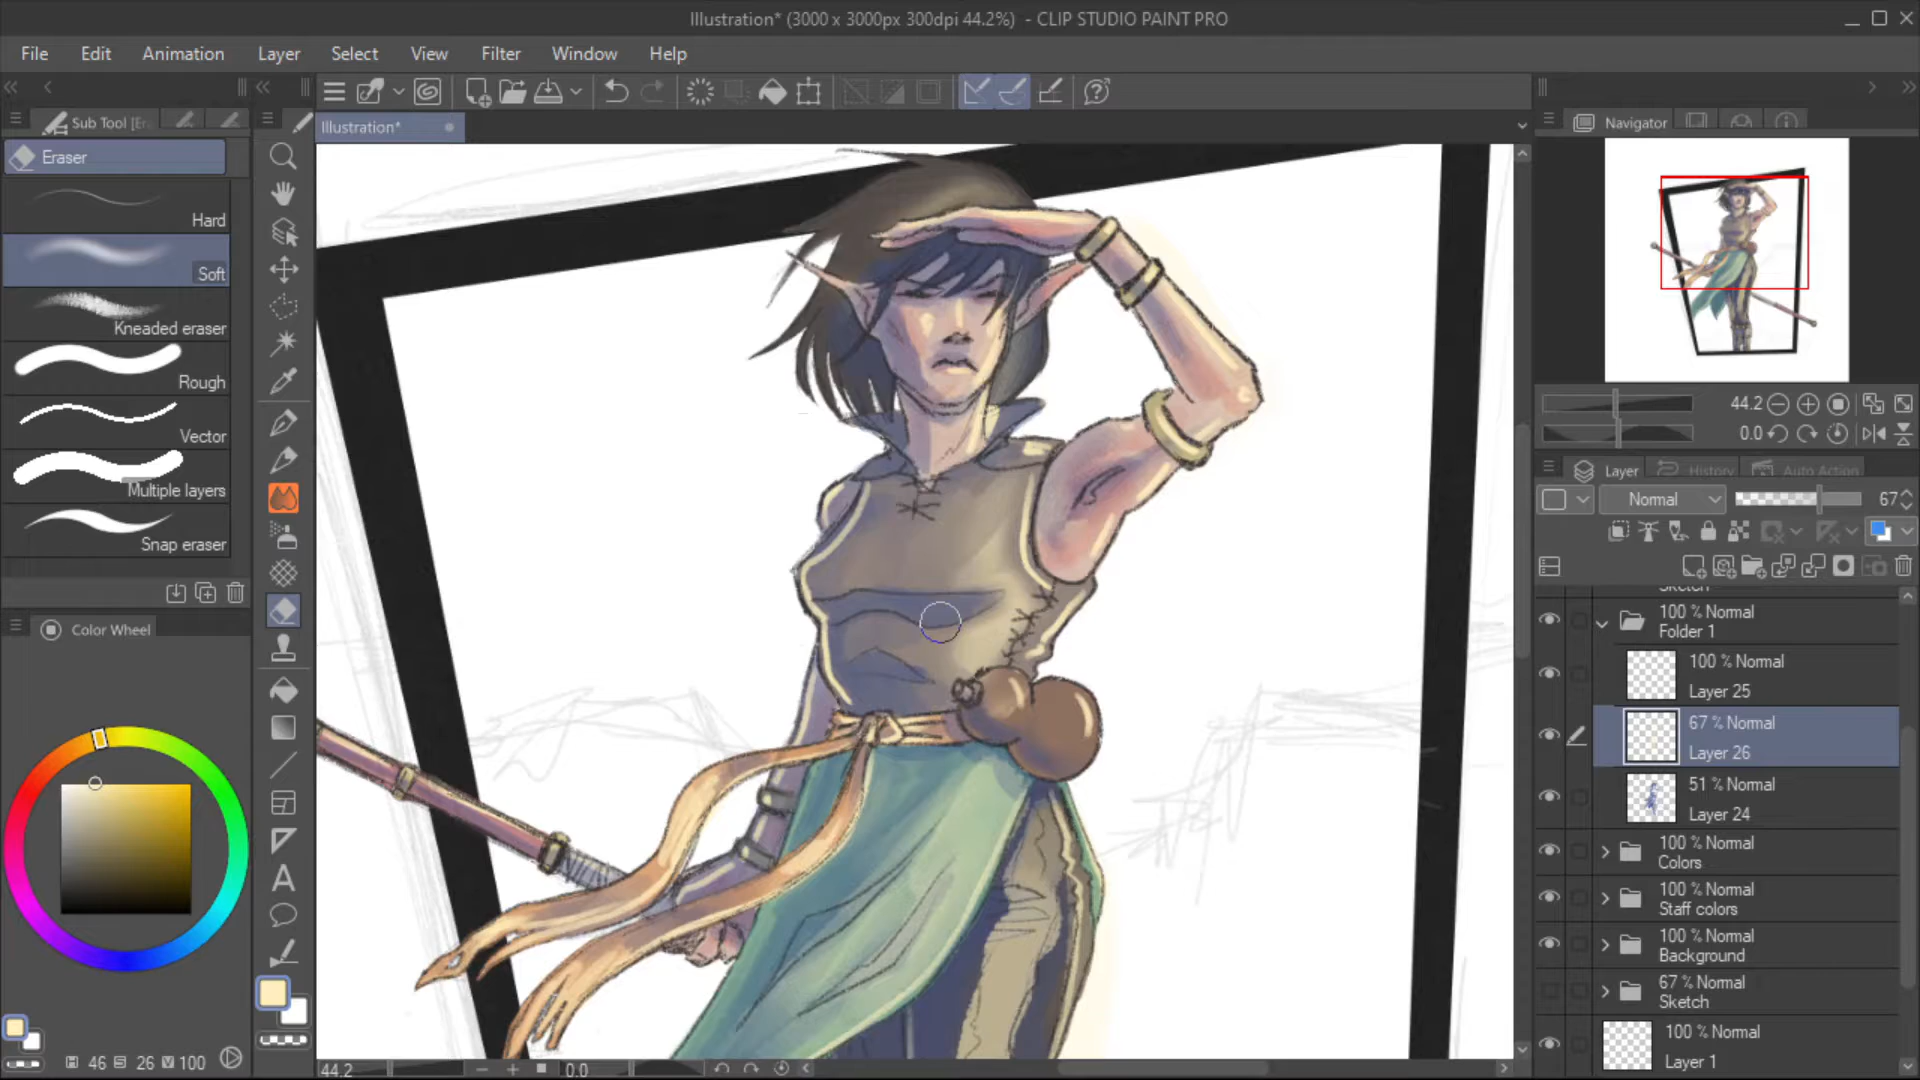 Illustration* (3000 x 3000px 300dpi 44.2%) - CLIP STUDIO PAINT PRO
File Edit Animation Layer Select View Filter Window Help
Sub Tool [Er
Illustration*
Navigator
Eraser
Hard
Soft
Kneaded eraser
Rough
Vector
Multiple layers
Snap eraser
44.2
0.0
Layer History Auto Action
Normal 67
Sketch
100 % Normal
Folder 1
100 % Normal
Layer 25
67 % Normal
Layer 26
51 % Normal
Layer 24
100 % Normal
Colors
100 % Normal
Staff colors
100 % Normal
Background
67 % Normal
Sketch
100 % Normal
Layer 1
Color Wheel
A
H 46 S 26 V 100
44.2 0.0